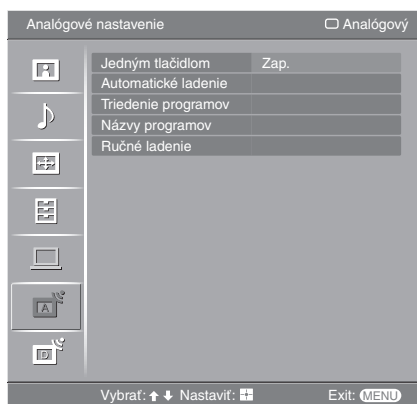 Analógové nastavenie Analógový
Jedným tlačidlom Zap.
Automatické ladenie
Triedenie programov
Názvy programov
Ručné ladenie
A
D
Vybrať: Nastaviť: Exit: MENU